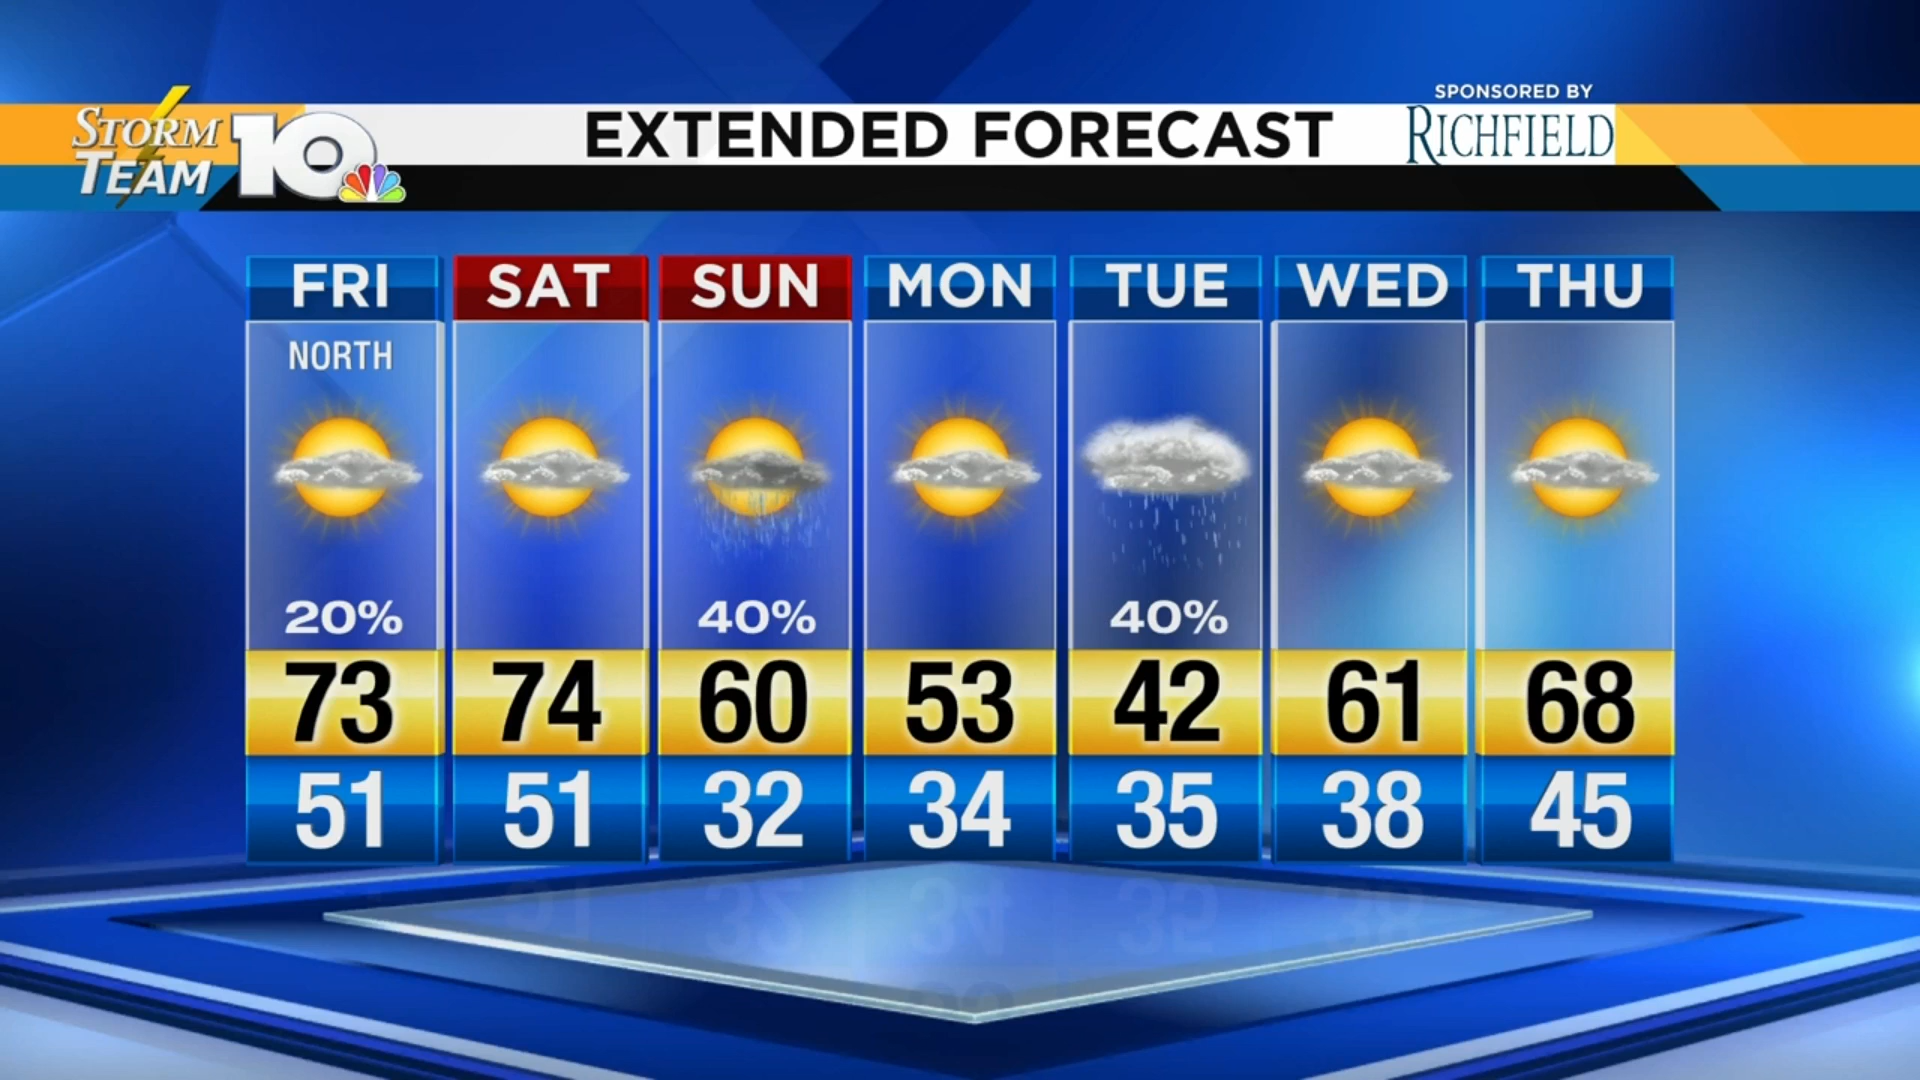 SPONSORED BY
STORM
TEAM
10
EXTENDED FORECAST
RICHFIELD
FRI SAT SUN MON TUE WED THU
NORTH
20% 40% 40%
73 74 60 53 42 61 68
51 51 32 34 35 38 45